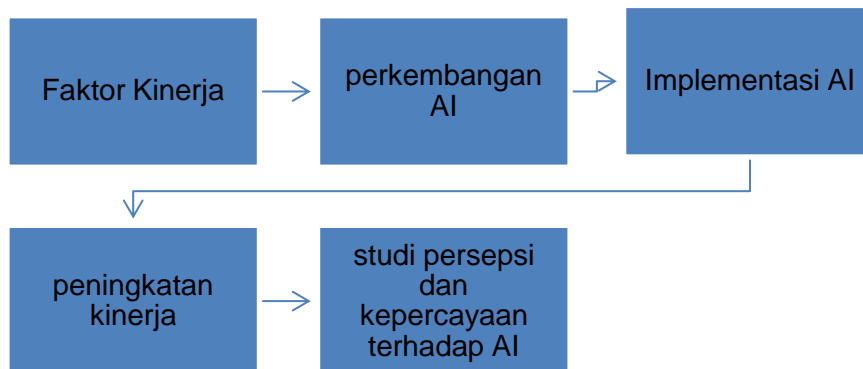 Faktor Kinerja
perkembangan
AI
Implementasi AI
peningkatan
kinerja
studi persepsi
dan
kepercayaan
terhadap AI